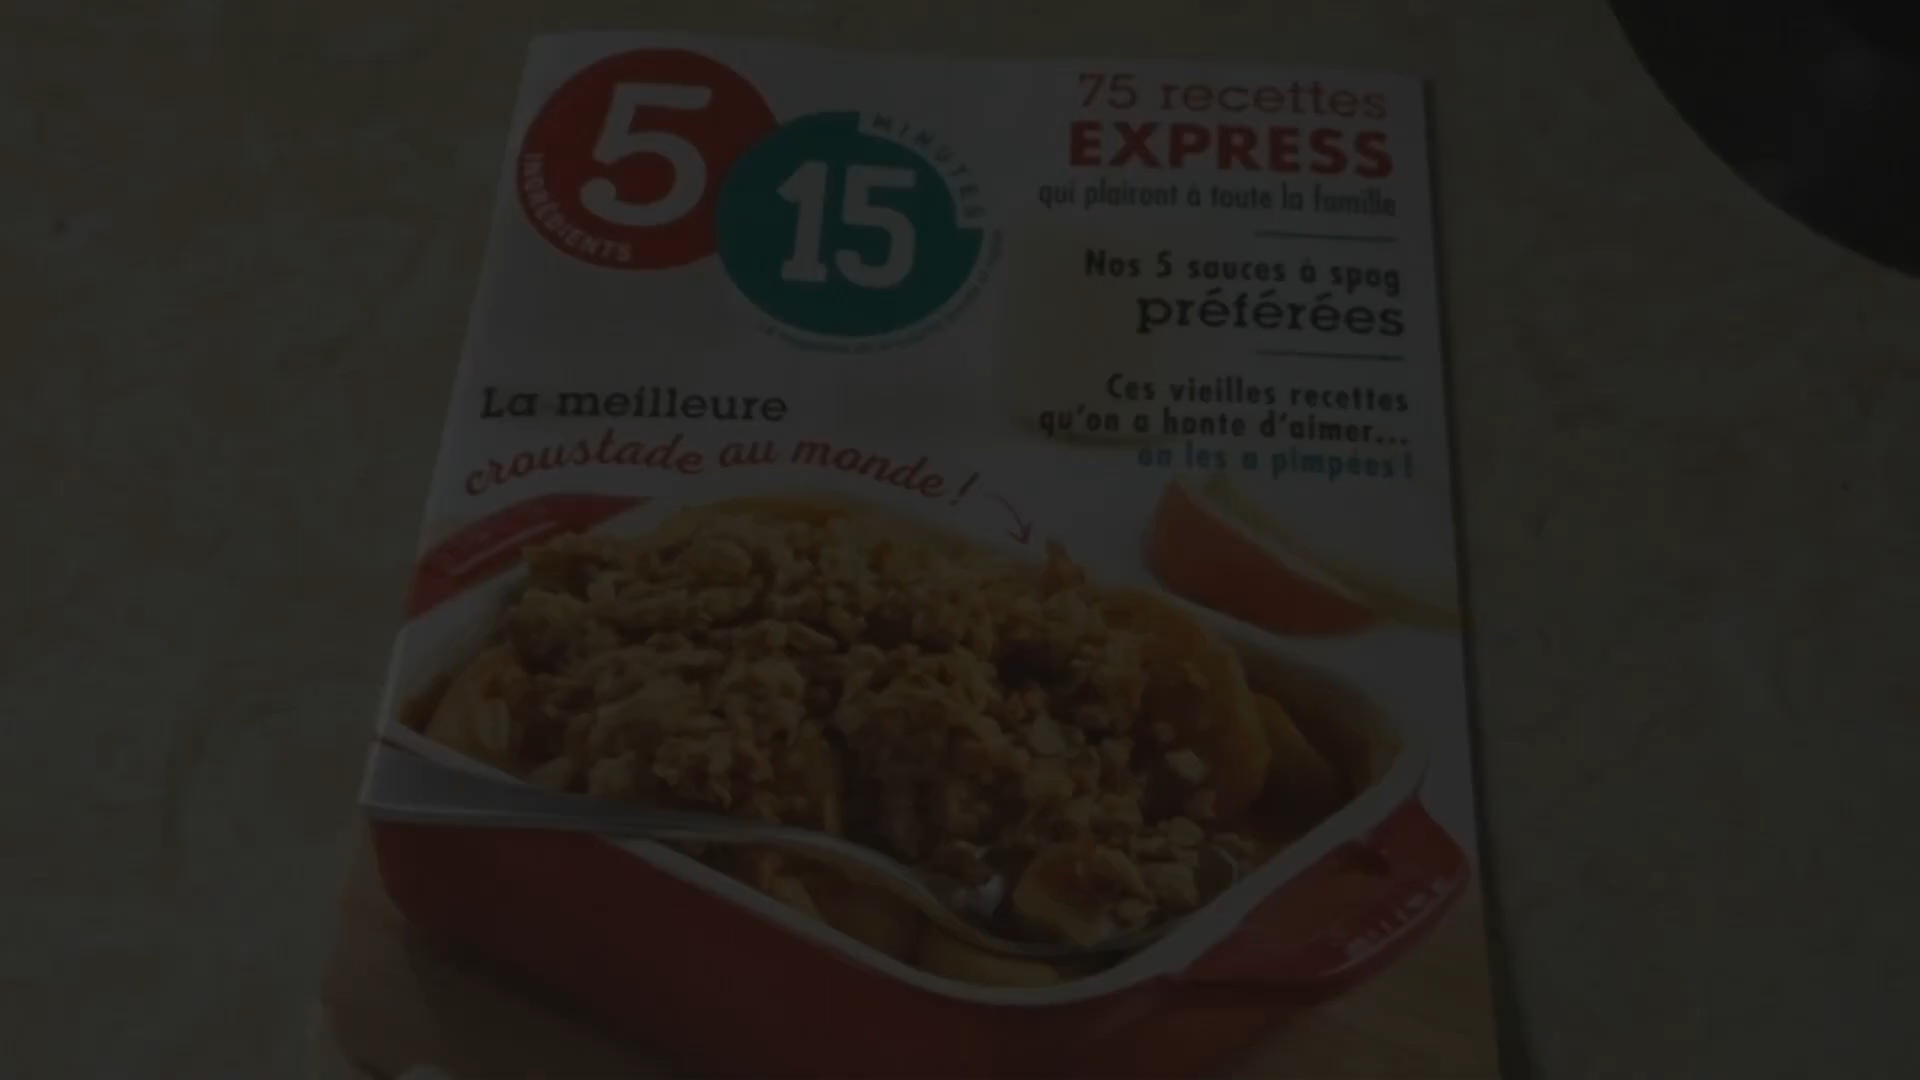 5
INGRÉDIENTS
15
MINUTES
75 recettes
EXPRESS
qui plairont à toute la famille
Nos 5 sauces à spag
préférées
Ces vieilles recettes
qu'on a honte d'aimer...
on les a pimpées !
La meilleure
croustade au monde !